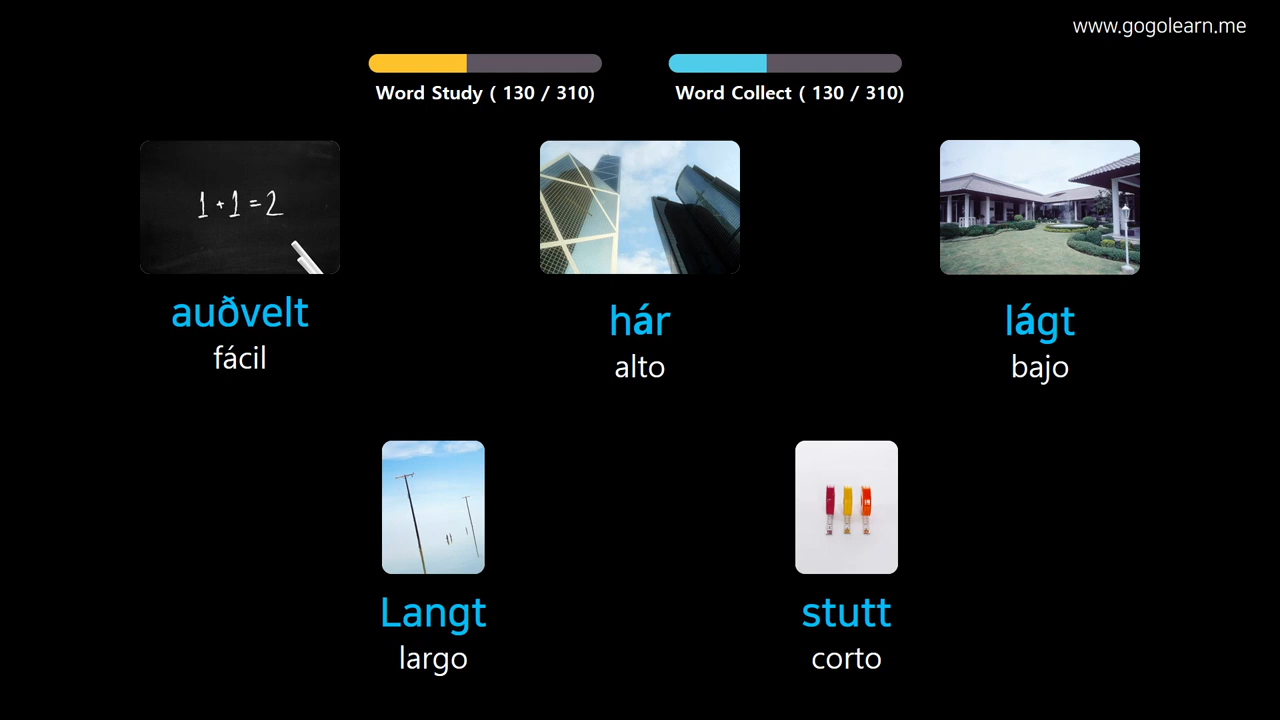 www.gogolearn.me
Word Study ( 130 / 310)
Word Collect ( 130 / 310)
1+1=2
auðvelt
fácil
hár
alto
lágt
bajo
Langt
largo
stutt
corto